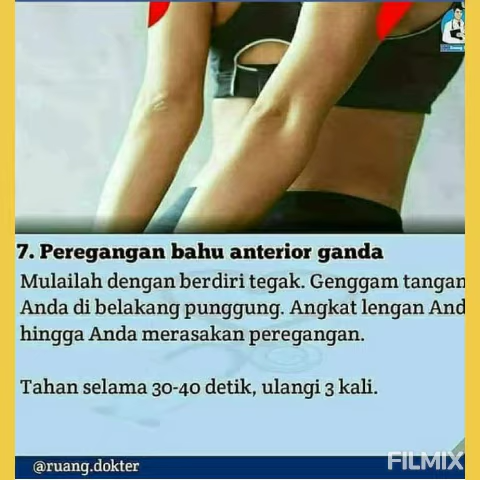 7. Peregangan bahu anterior ganda
Mulailah dengan berdiri tegak. Genggam tangan
Anda di belakang punggung. Angkat lengan And
hingga Anda merasakan peregangan.
Tahan selama 30-40 detik, ulangi 3 kali.
@ruang.dokter
FILMIX